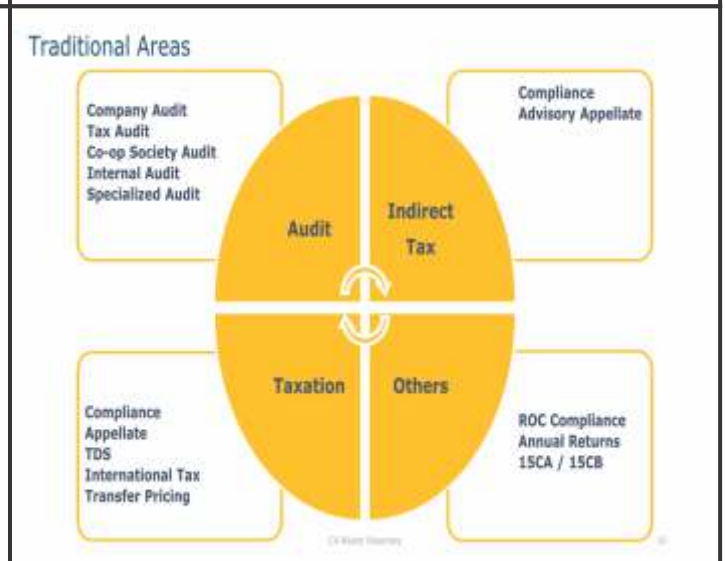 Traditional Areas
Company Audit
Tax Audit
Co-op Society Audit
Internal Audit
Specialized Audit
Compliance
Advisory Appellate
Audit
Indirect
Tax
Taxation
Others
Compliance
Appellate
TDS
International Tax
Transfer Pricing
ROC Compliance
Annual Returns
15CA / 15CB